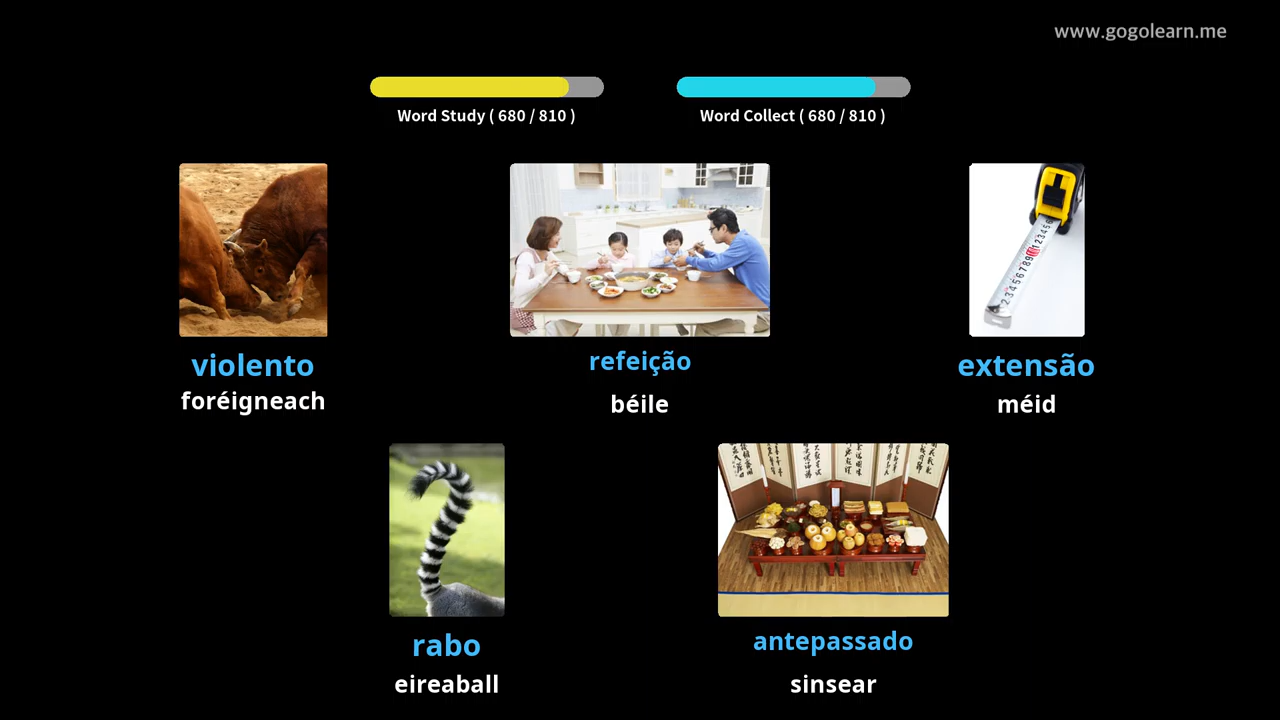 www.gogolearn.me
Word Study ( 680 / 810 )
Word Collect ( 680 / 810 )
violento
foréigneach
refeição
béile
extensão
méid
rabo
eireaball
antepassado
sinsear